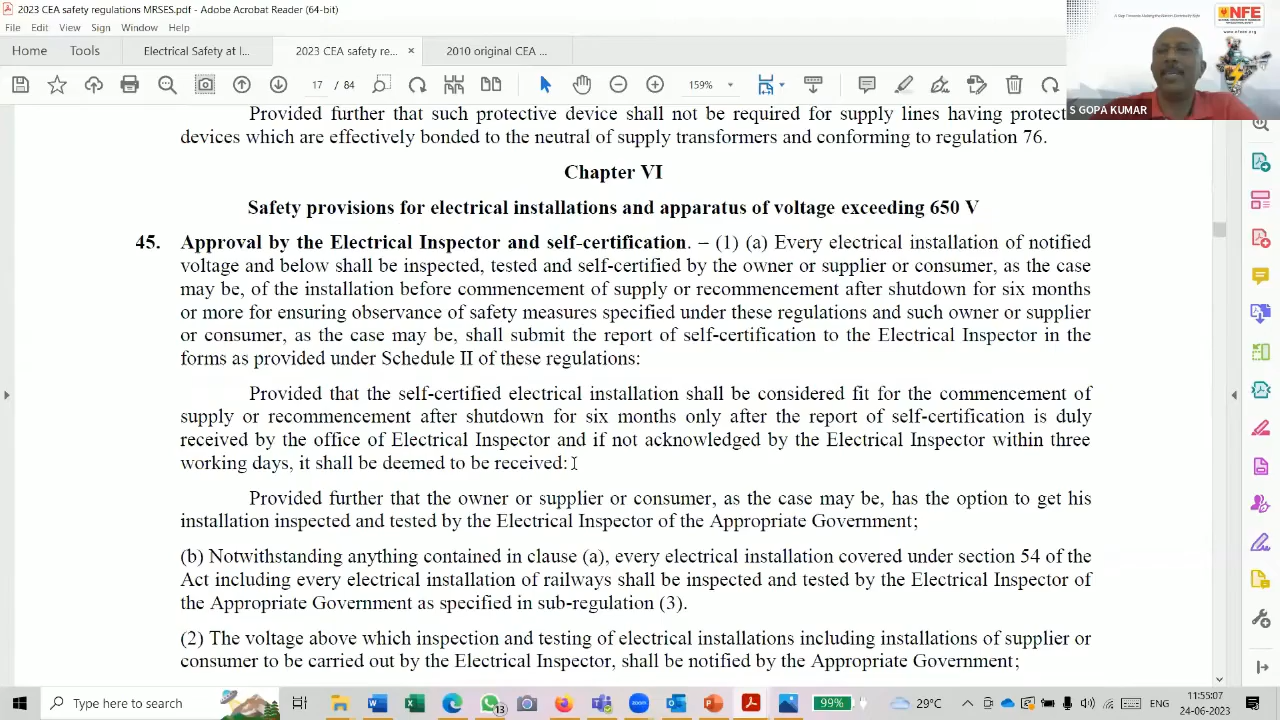 2023 CEA safety regulations MRSES.pdf - Adobe Acrobat Reader (64-bit)
File Edit View Sign Window Help
Home Tools Electrical safety at l... 2023 CEA safety re... × 2010 original CEA r
17 / 84 159%
Provided further that protective device shall not be required for supply lines having protect
devices which are effectively bonded to the neutral of supply transformers and conforming to regulation 76.
Chapter VI
Safety provisions for electrical installations and apparatus of voltage exceeding 650 V
45. Approval by the Electrical Inspector and self-certification. – (1) (a) Every electrical installation of notified
voltage and below shall be inspected, tested and self-certified by the owner or supplier or consumer, as the case
may be, of the installation before commencement of supply or recommencement after shutdown for six months
or more for ensuring observance of safety measures specified under these regulations and such owner or supplier
or consumer, as the case may be, shall submit the report of self-certification to the Electrical Inspector in the
forms as provided under Schedule II of these regulations:
Provided that the self-certified electrical installation shall be considered fit for the commencement of
supply or recommencement after shutdown for six months only after the report of self-certification is duly
received by the office of Electrical Inspector and if not acknowledged by the Electrical Inspector within three
working days, it shall be deemed to be received:
Provided further that the owner or supplier or consumer, as the case may be, has the option to get his
installation inspected and tested by the Electrical Inspector of the Appropriate Government;
(b) Notwithstanding anything contained in clause (a), every electrical installation covered under section 54 of the
Act including every electrical installation of railways shall be inspected and tested by the Electrical Inspector of
the Appropriate Government as specified in sub-regulation (3).
(2) The voltage above which inspection and testing of electrical installations including installations of supplier or
consumer to be carried out by the Electrical Inspector, shall be notified by the Appropriate Government;
NFE
www.nfees.org
S GOPA KUMAR
Type here to search
99%
29°C
ENG
11:55:07
24-06-2023